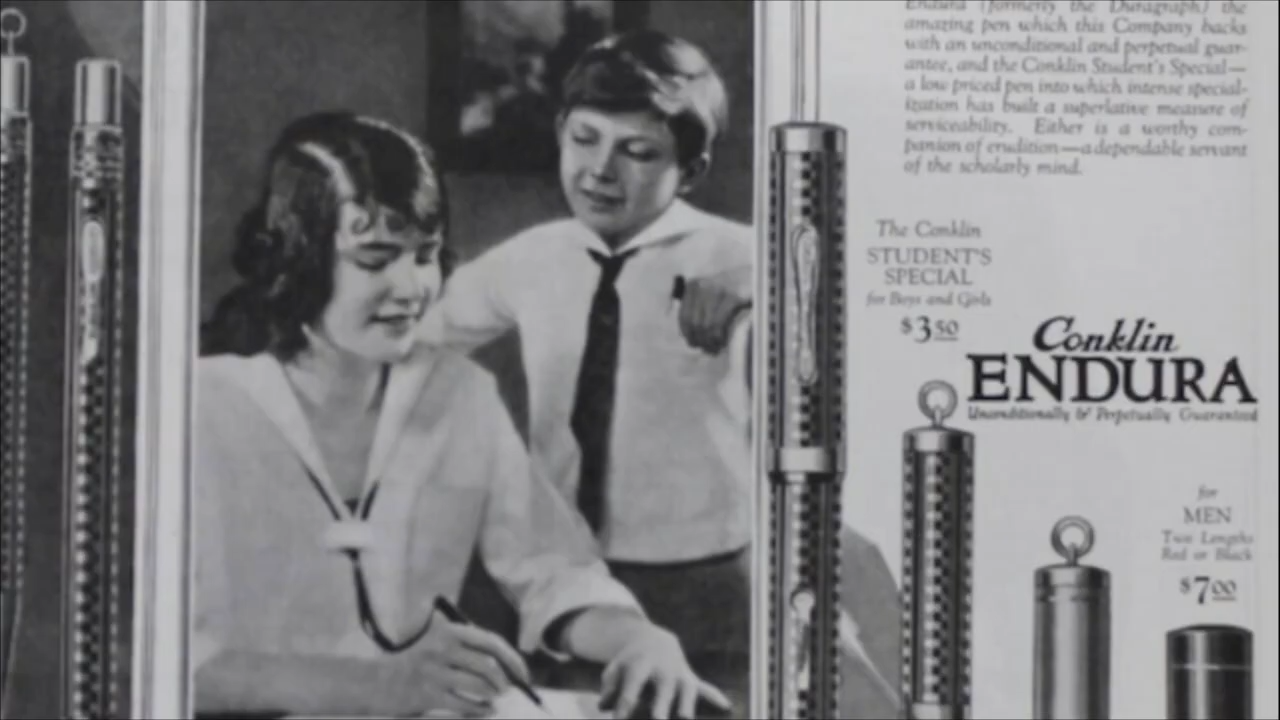 Endura (formerly the Duragraph) the
amazing pen which this Company backs
with an unconditional and perpetual guar-
antee, and the Conklin Student's Special—
a low priced pen into which intense special-
ization has built a superlative measure of
serviceability. Either is a worthy com-
panion of erudition—a dependable servant
of the scholarly mind.
The Conklin
STUDENT'S
SPECIAL
for Boys and Girls
$3.50
Conklin
ENDURA
Unconditionally & Perpetually Guaranteed
for
MEN
Two Lengths
Red or Black
$7.00